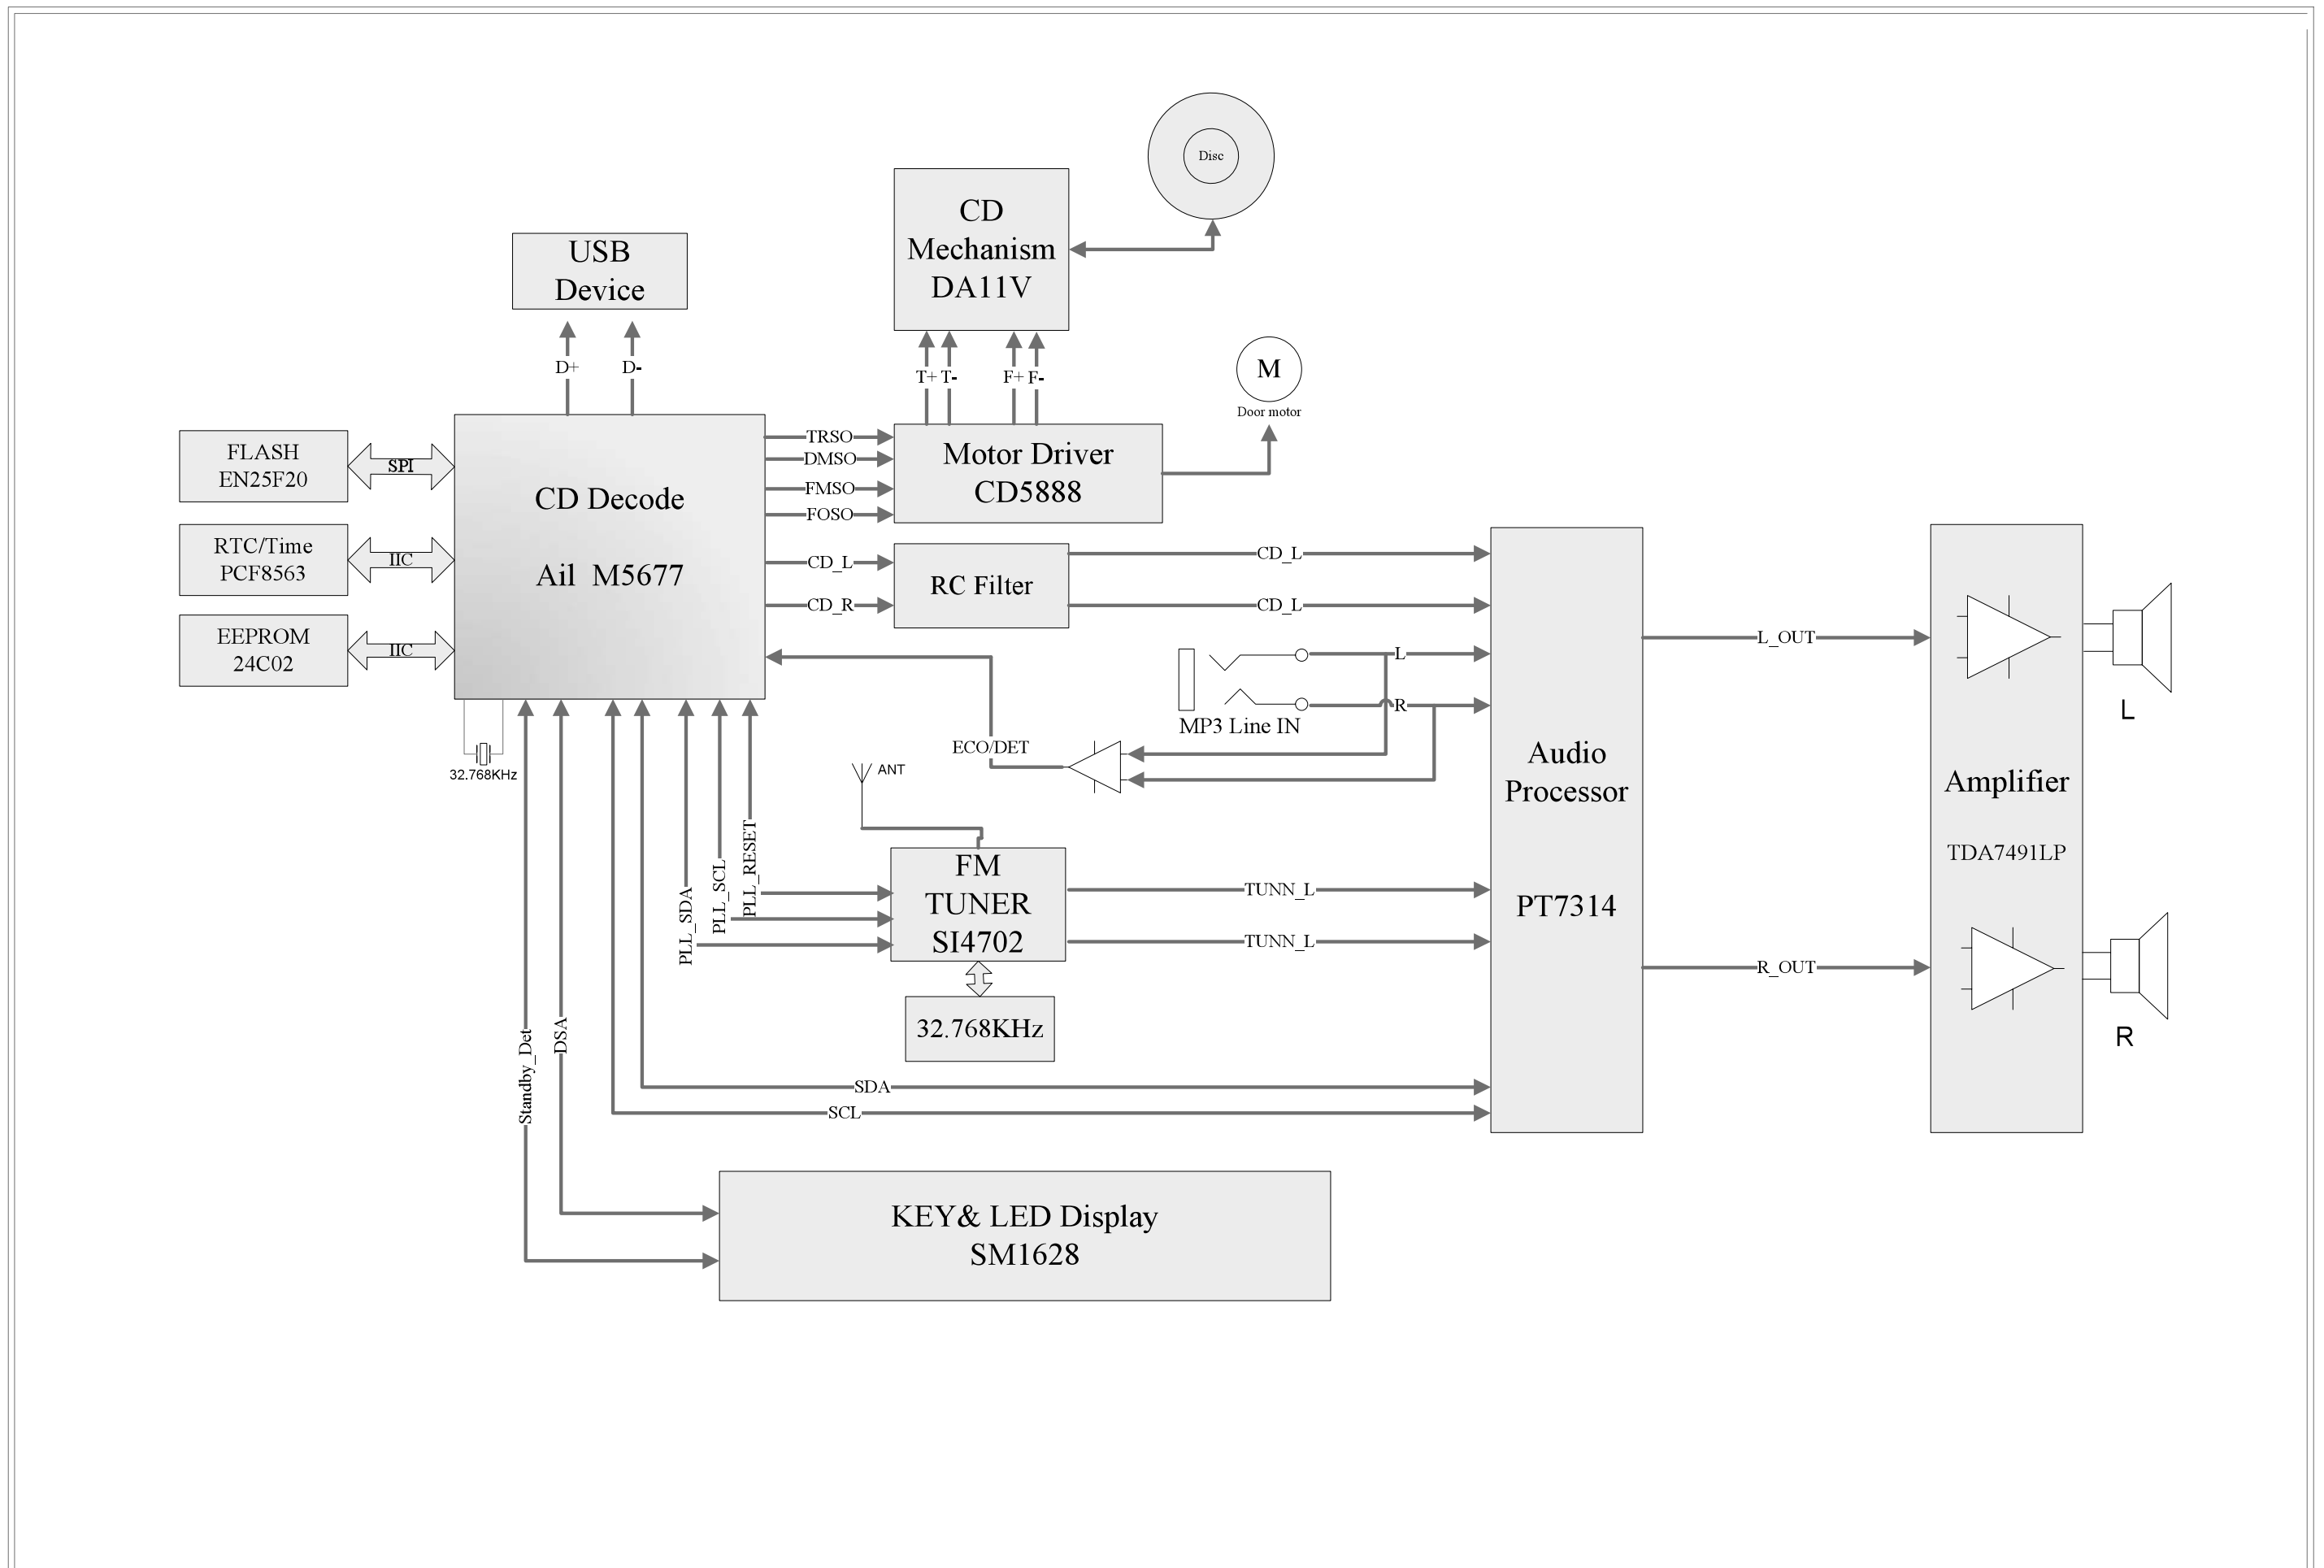 Disc
CD
Mechanism
DA11V
USB
Device
M
Door motor
D+
D-
T+
T-
F+
F-
FLASH
EN25F20
SPI
CD Decode
Ail M5677
TRSO
DMSO
FMSO
FOSO
Motor Driver
CD5888
RTC/Time
PCF8563
IIC
CD_L
CD_R
RC Filter
CD_L
CD_L
EEPROM
24C02
IIC
L
R
MP3 Line IN
ECO/DET
32.768KHz
ANT
Audio
Processor
PT7314
L_OUT
R_OUT
Amplifier
TDA7491LP
L
R
PLL_SDA
PLL_SCL
PLL_RESET
FM
TUNER
SI4702
TUNN_L
TUNN_L
32.768KHz
Standby_Det
DSA
SDA
SCL
KEY& LED Display
SM1628